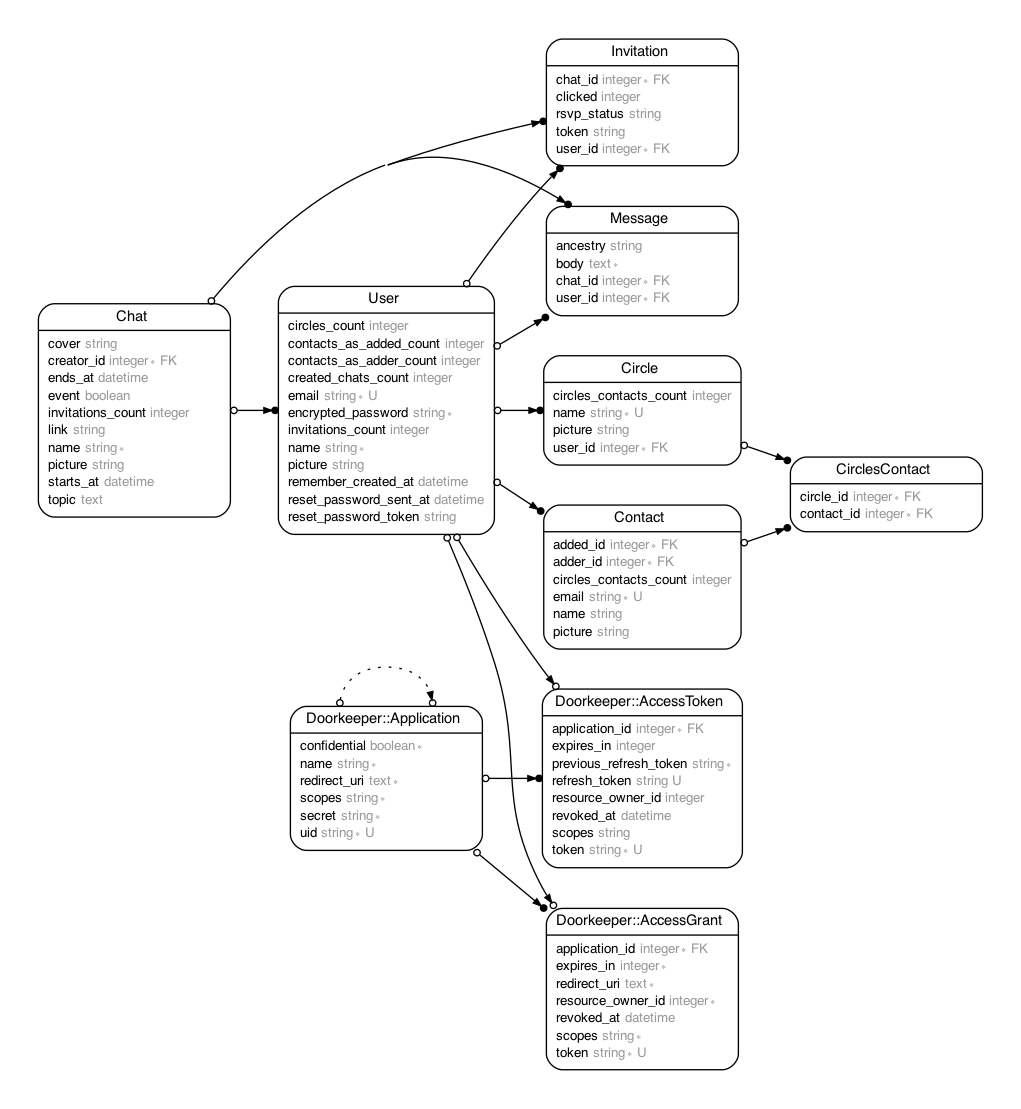 Invitation
chat_id integer * FK
clicked integer
rsvp_status string
token string
user_id integer * FK
Message
ancestry string
body text *
chat_id integer * FK
user_id integer * FK
Chat
cover string
creator_id integer * FK
ends_at datetime
event boolean
invitations_count integer
link string
name string *
picture string
starts_at datetime
topic text
User
circles_count integer
contacts_as_added_count integer
contacts_as_adder_count integer
created_chats_count integer
email string * U
encrypted_password string *
invitations_count integer
name string *
picture string
remember_created_at datetime
reset_password_sent_at datetime
reset_password_token string
Circle
circles_contacts_count integer
name string * U
picture string
user_id integer * FK
CirclesContact
circle_id integer * FK
contact_id integer * FK
Contact
added_id integer * FK
adder_id integer * FK
circles_contacts_count integer
email string * U
name string
picture string
Doorkeeper::Application
confidential boolean *
name string *
redirect_uri text *
scopes string *
secret string *
uid string * U
Doorkeeper::AccessToken
application_id integer * FK
expires_in integer
previous_refresh_token string *
refresh_token string U
resource_owner_id integer
revoked_at datetime
scopes string
token string * U
Doorkeeper::AccessGrant
application_id integer * FK
expires_in integer *
redirect_uri text *
resource_owner_id integer *
revoked_at datetime
scopes string *
token string * U